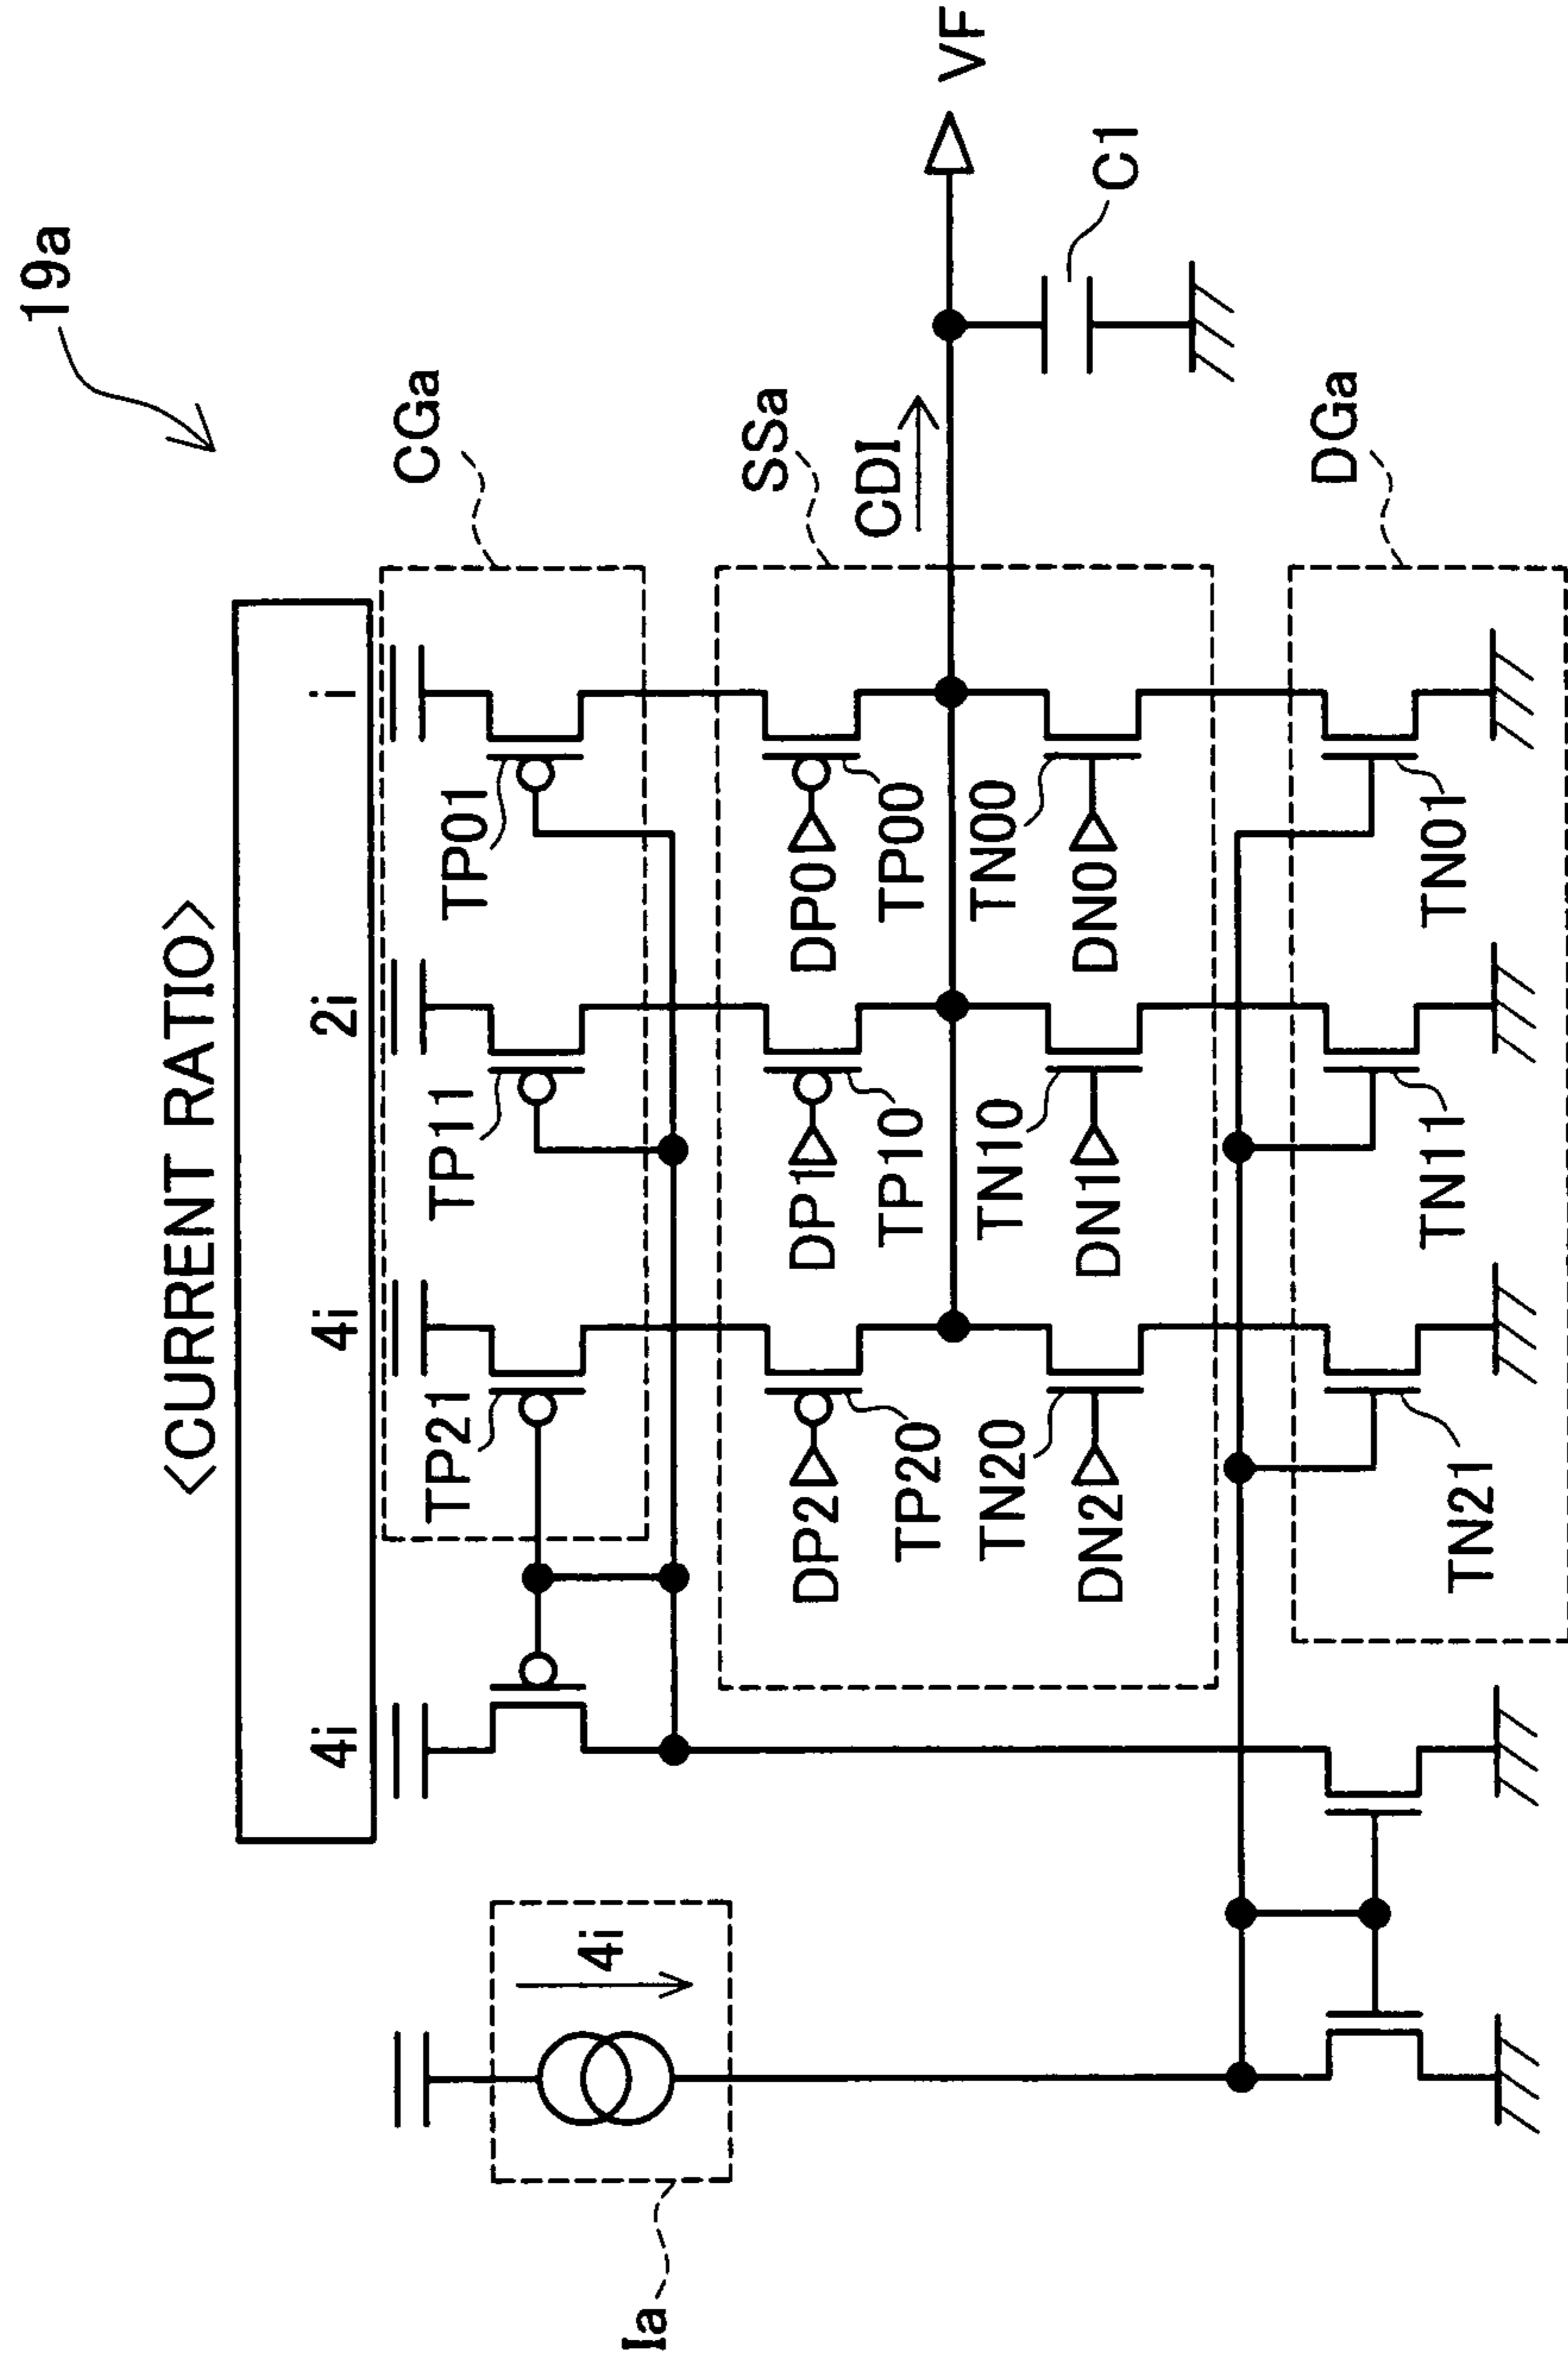 19a
<CURRENT RATIO>
4i
4i
2i
i
CGa
TP21
TP11
TP01
4i
Ia
SSa
DP2
DP1
DP0
TP20
TP10
TP00
CDI
VF
TN20
TN10
TN00
C1
DN2
DN1
DN0
DGa
TN21
TN11
TN01